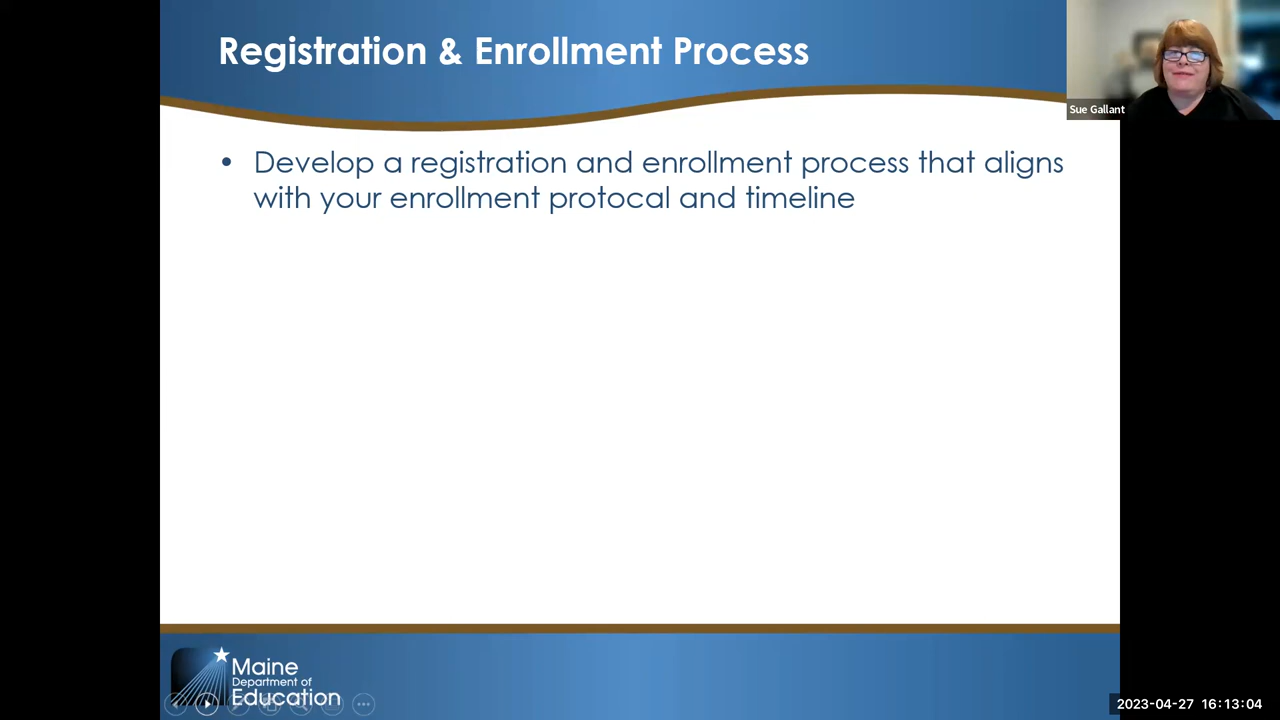 Registration & Enrollment Process
Sue Gallant
• Develop a registration and enrollment process that aligns
with your enrollment protocal and timeline
Maine
Department of
Education
2023-04-27 16:13:04